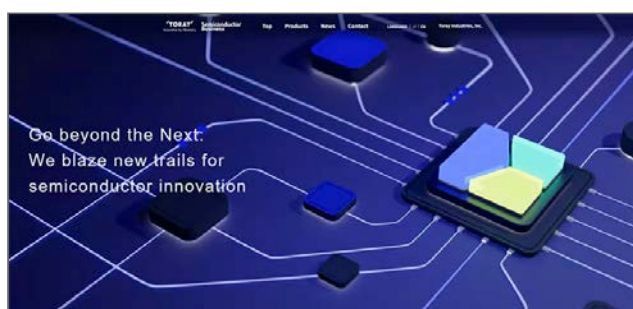 'TORAY' Semiconductor Business Top Products News Contact Toray Industries, Inc.
Go beyond the Next:
We blaze new trails for
semiconductor innovation